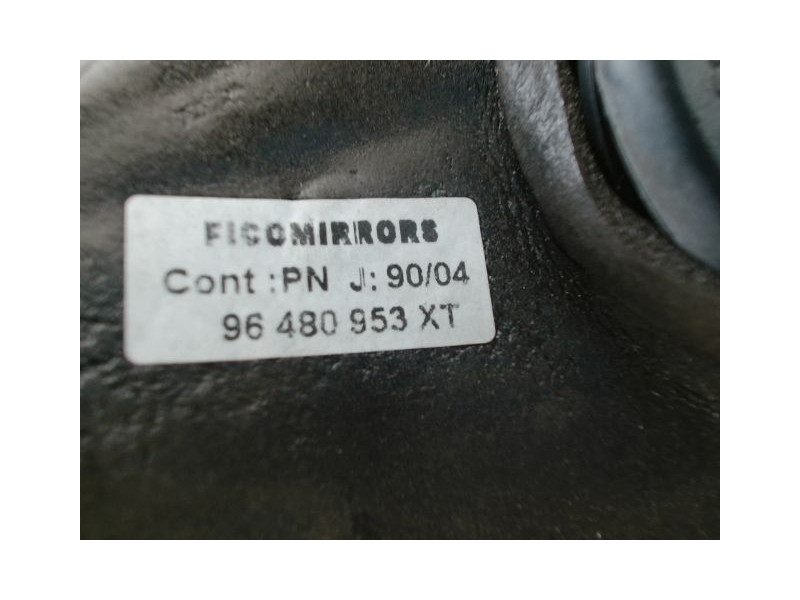 FICOMIRRORS
Cont :PN J: 90/04
96 480 953 XT